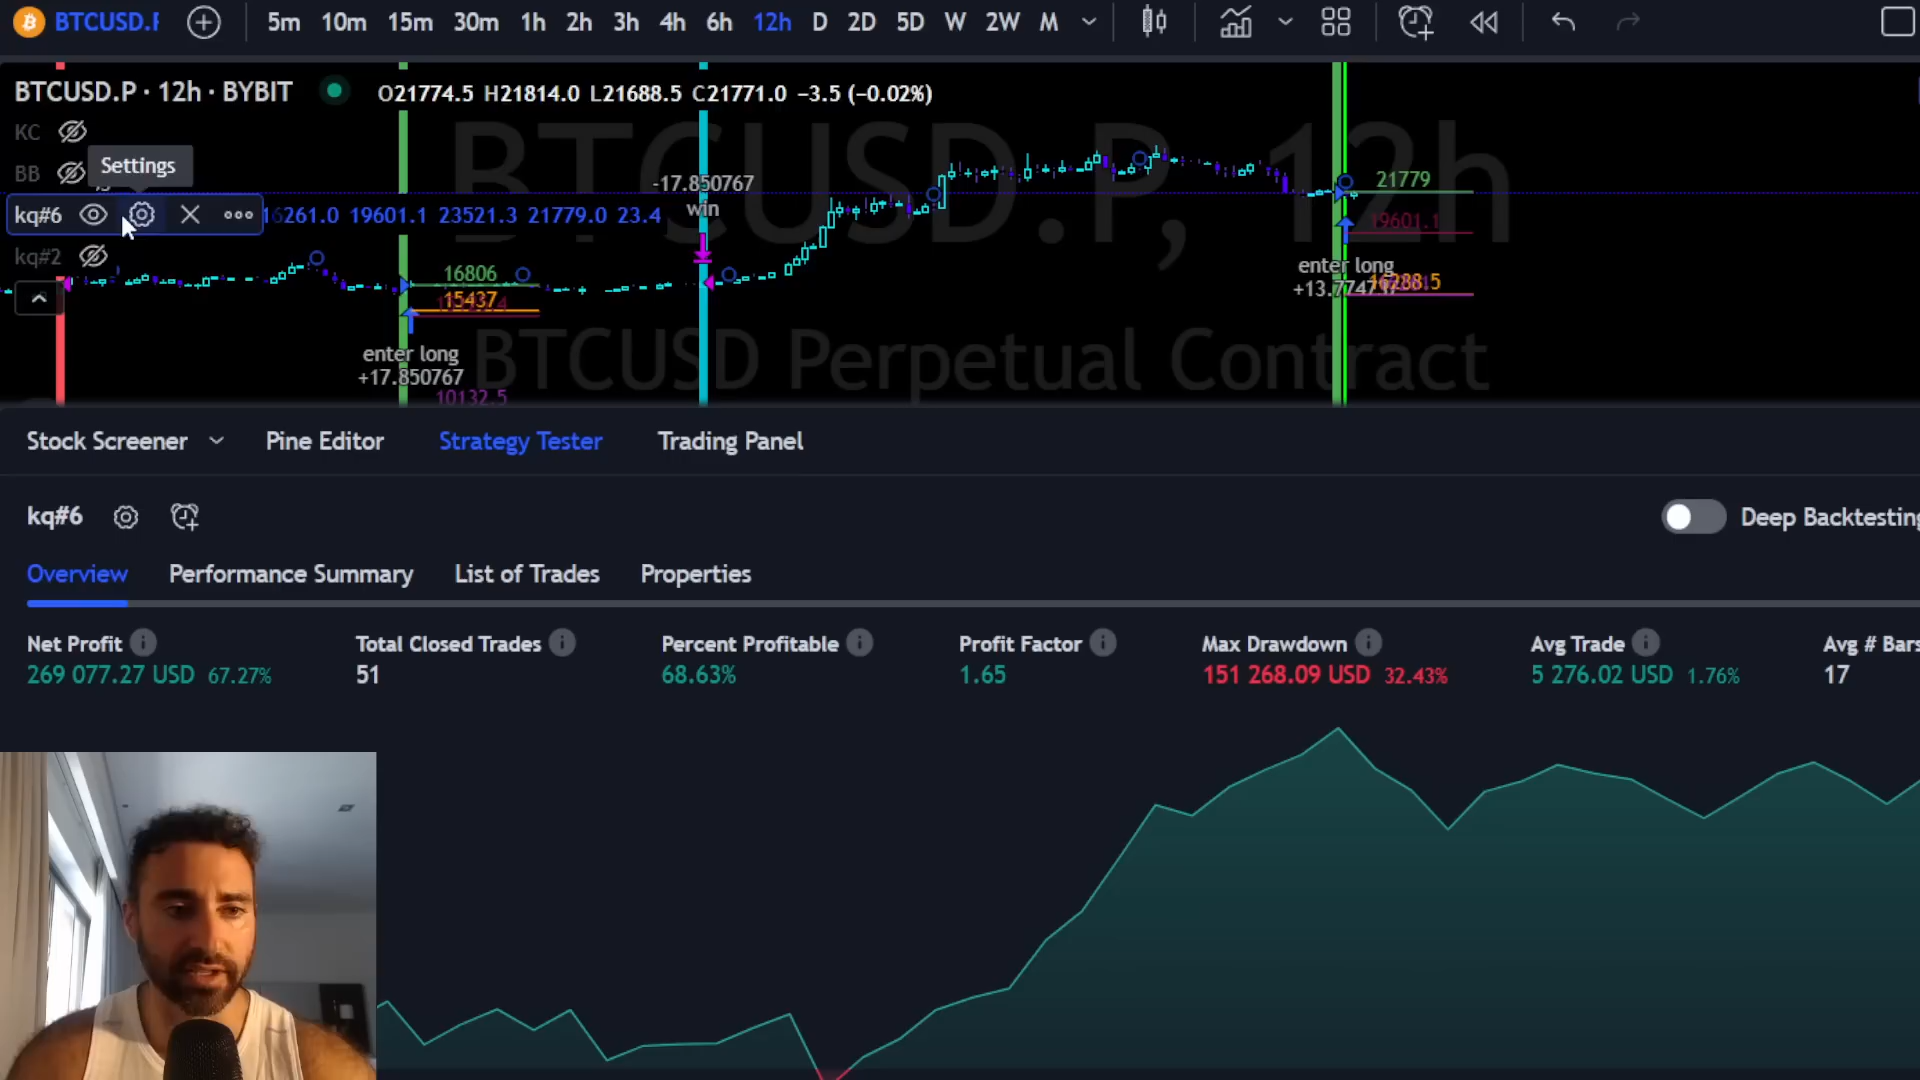 BTCUSD.P
5m 10m 15m 30m 1h 2h 3h 4h 6h 12h D 2D 5D W 2W M
BTCUSD.P · 12h · BYBIT O21774.5 H21814.0 L21688.5 C21771.0 −3.5 (−0.02%)
KC
BB
Settings
kq#6 16261.0 19601.1 23521.3 21779.0 23.4
kq#2
BTCUSD.P, 12h
BTCUSD Perpetual Contract
-17.850767
win
21779
19601.1
16806
15437
enter long
+17.850767
10132.5
enter long
16288.5
Stock Screener Pine Editor Strategy Tester Trading Panel
kq#6 Deep Backtesting
Overview Performance Summary List of Trades Properties
Net Profit Total Closed Trades Percent Profitable Profit Factor Max Drawdown Avg Trade Avg # Bars
269 077.27 USD 67.27% 51 68.63% 1.65 151 268.09 USD 32.43% 5 276.02 USD 1.76% 17